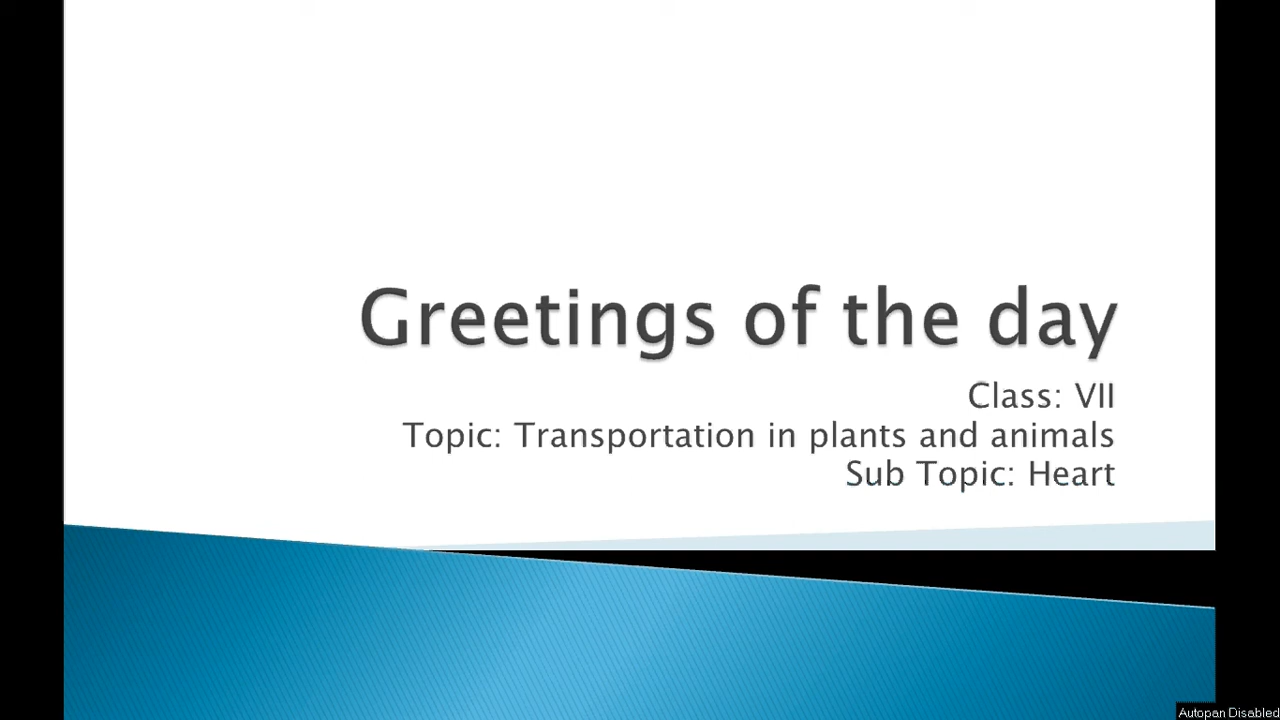 Greetings of the day
Class: VII
Topic: Transportation in plants and animals
Sub Topic: Heart
Autopan Disabled